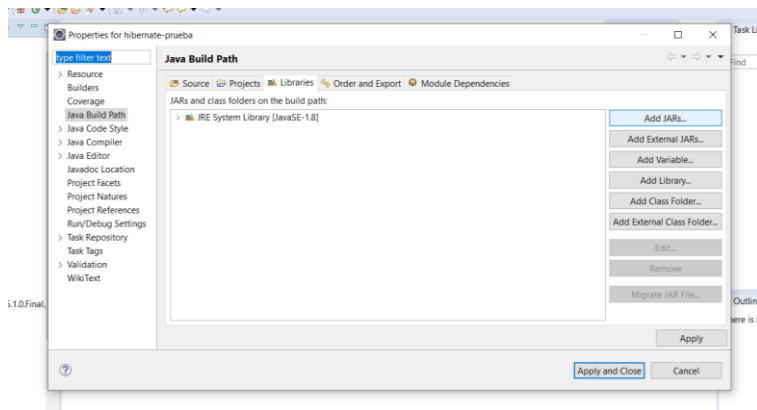 Properties for hibernate-prueba
type filter text
Resource
Builders
Coverage
Java Build Path
Java Code Style
Java Compiler
Java Editor
Javadoc Location
Project Facets
Project Natures
Project References
Run/Debug Settings
Task Repository
Task Tags
Validation
WikiText
Java Build Path
Source Projects Libraries Order and Export Module Dependencies
JARs and class folders on the build path:
JRE System Library [JavaSE-1.8]
Add JARs...
Add External JARs...
Add Variable...
Add Library...
Add Class Folder...
Add External Class Folder...
Edit...
Remove
Migrate JAR File...
Apply
Apply and Close Cancel
Task Li
Find
.1.0.Final.
Outlin
here is